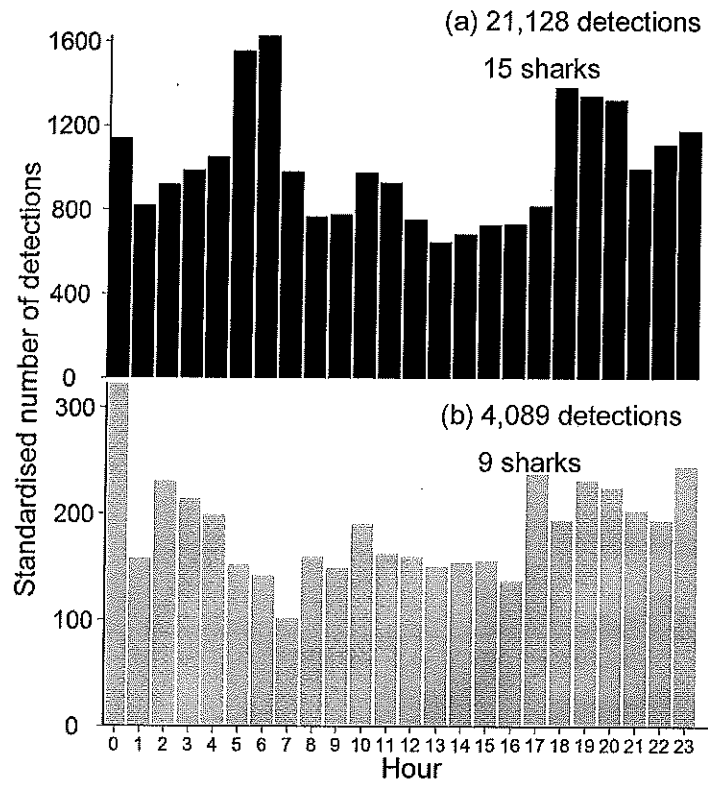 (a) 21,128 detections
15 sharks
1600
1200
800
400
0
Standardised number of detections
(b) 4,089 detections
9 sharks
300
200
100
0
0 1 2 3 4 5 6 7 8 9 10 11 12 13 14 15 16 17 18 19 20 21 22 23
Hour